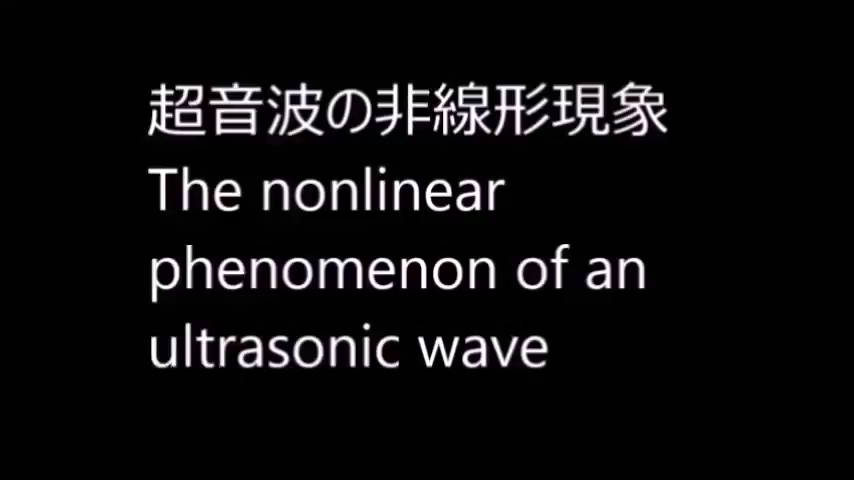 超音波の非線形現象
The nonlinear
phenomenon of an
ultrasonic wave